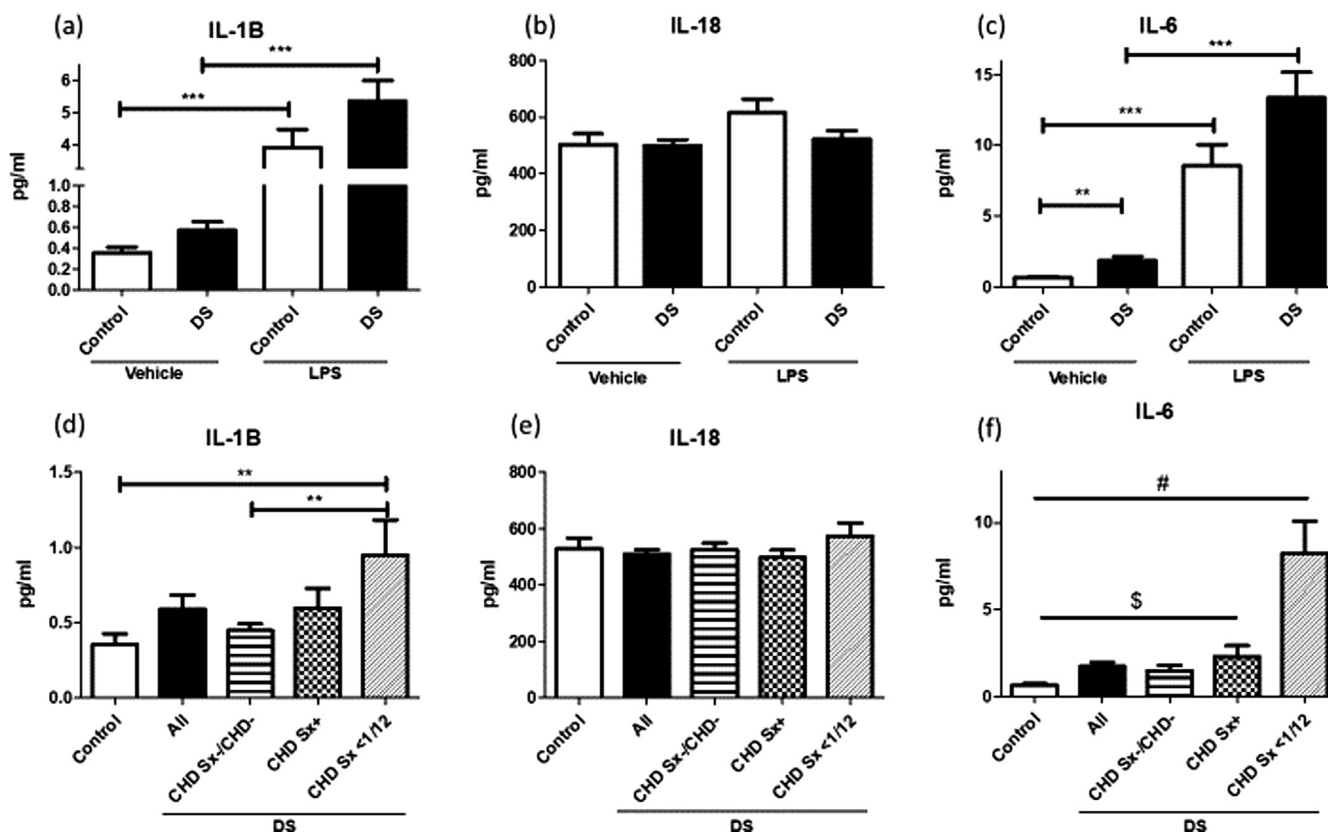 (a)
IL-1B
***
***
pg/ml
6
5
4
1.0
0.8
0.6
0.4
0.2
0.0
Control
DS
Control
DS
Vehicle
LPS
(b)
IL-18
pg/ml
800
600
400
200
0
Control
DS
Control
DS
Vehicle
LPS
(c)
IL-6
***
***
**
pg/ml
15
10
5
0
Control
DS
Control
DS
Vehicle
LPS
(d)
IL-1B
**
**
pg/ml
1.5
1.0
0.5
0.0
Control
All
CHD Sx-/CHD-
CHD Sx+
CHD Sx <1/12
DS
(e)
IL-18
pg/ml
800
600
400
200
0
Control
All
CHD Sx-/CHD-
CHD Sx+
CHD Sx <1/12
DS
(f)
IL-6
#
$
pg/ml
10
5
0
Control
All
CHD Sx-/CHD-
CHD Sx+
CHD Sx <1/12
DS